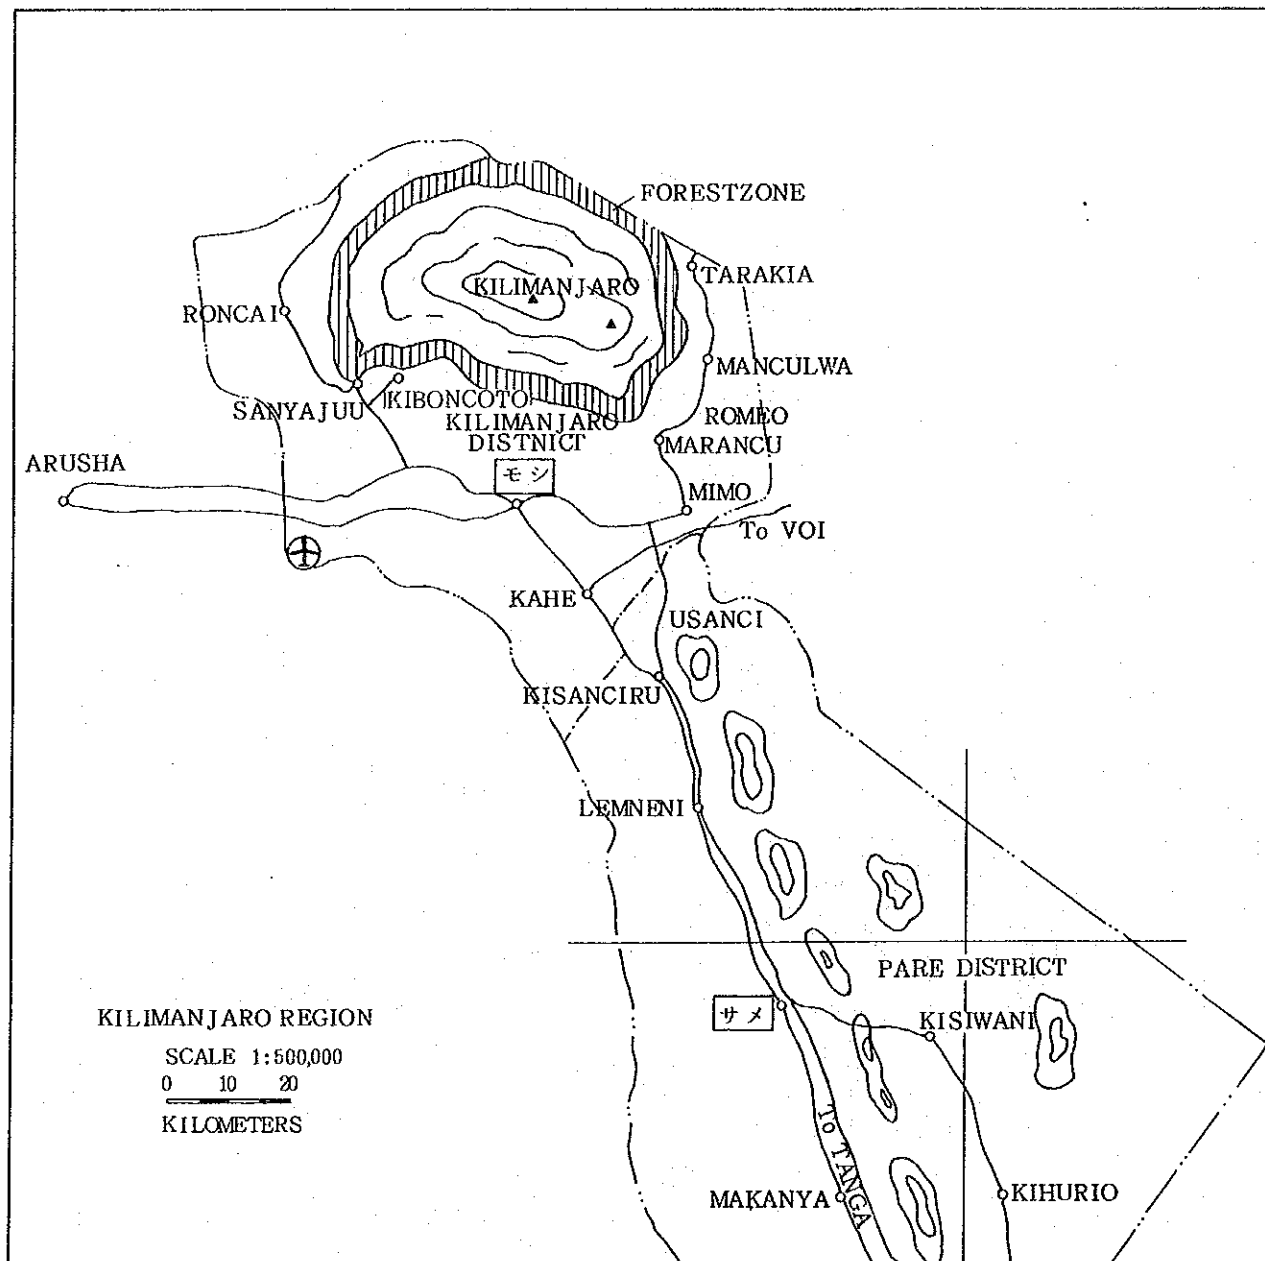 FORESTZONE
TARAKIA
KILIMANJARO
RONCAI
MANCULWA
KIBONCOTO
SANYAJUU
KILIMANJARO
DISTNICT
ROMEO
MARANCU
ARUSHA
モシ
MIMO
To VOI
KAHE
USANCI
KISANCIRU
LEMNENI
PARE DISTRICT
サメ
KISIWANI
KILIMANJARO REGION
SCALE 1:500,000
0 10 20
KILOMETERS
To TANGA
MAKANYA
KIHURIO